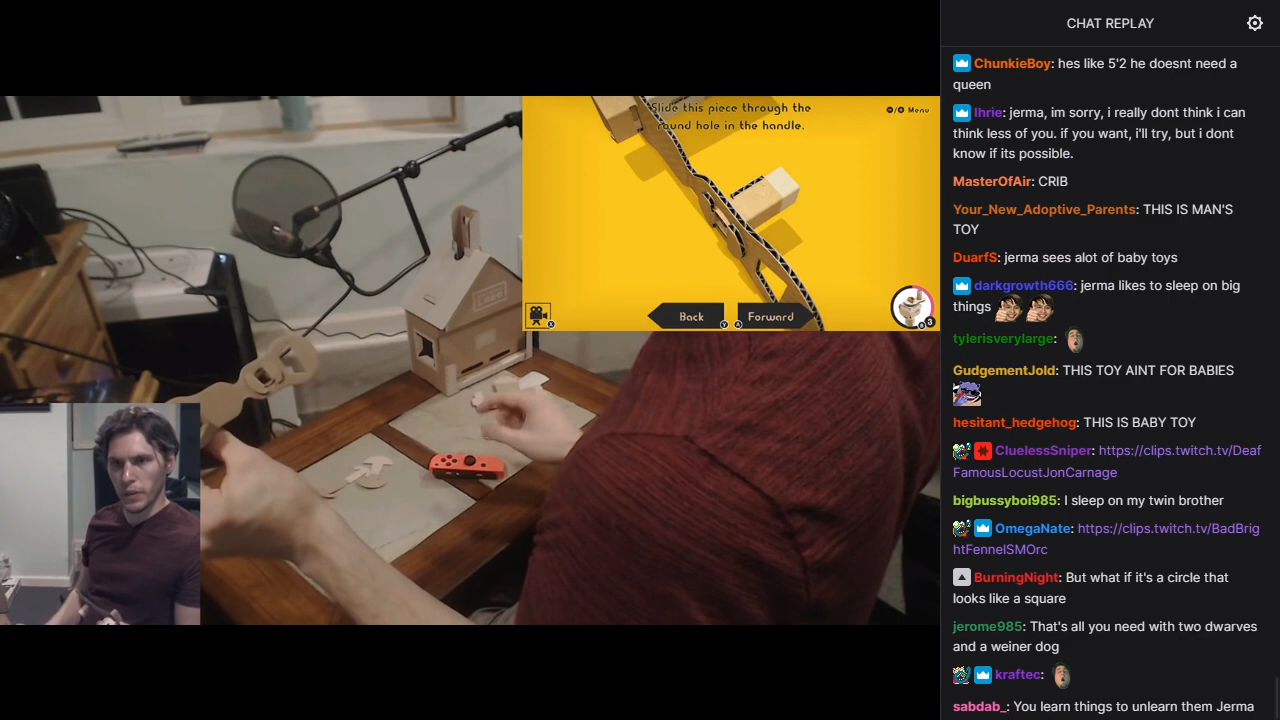 Slide this piece through the
round hole in the handle.
Menu
Back
Forward
CHAT REPLAY
ChunkieBoy: hes like 5'2 he doesnt need a
queen
Ihrie: jerma, im sorry, i really dont think i can
think less of you. if you want, i'll try, but i dont
know if its possible.
MasterOfAir: CRIB
Your_New_Adoptive_Parents: THIS IS MAN'S
TOY
DuarfS: jerma sees alot of baby toys
darkgrowth666: jerma likes to sleep on big
things
tylerisverylarge:
GudgementJold: THIS TOY AINT FOR BABIES
hesitant_hedgehog: THIS IS BABY TOY
CluelessSniper: https://clips.twitch.tv/Deaf
FamousLocustJonCarnage
bigbussyboi985: I sleep on my twin brother
OmegaNate: https://clips.twitch.tv/BadBrig
htFennelSMOrc
BurningNight: But what if it's a circle that
looks like a square
jerome985: That's all you need with two dwarves
and a weiner dog
kraftec:
sabdab_: You learn things to unlearn them Jerma